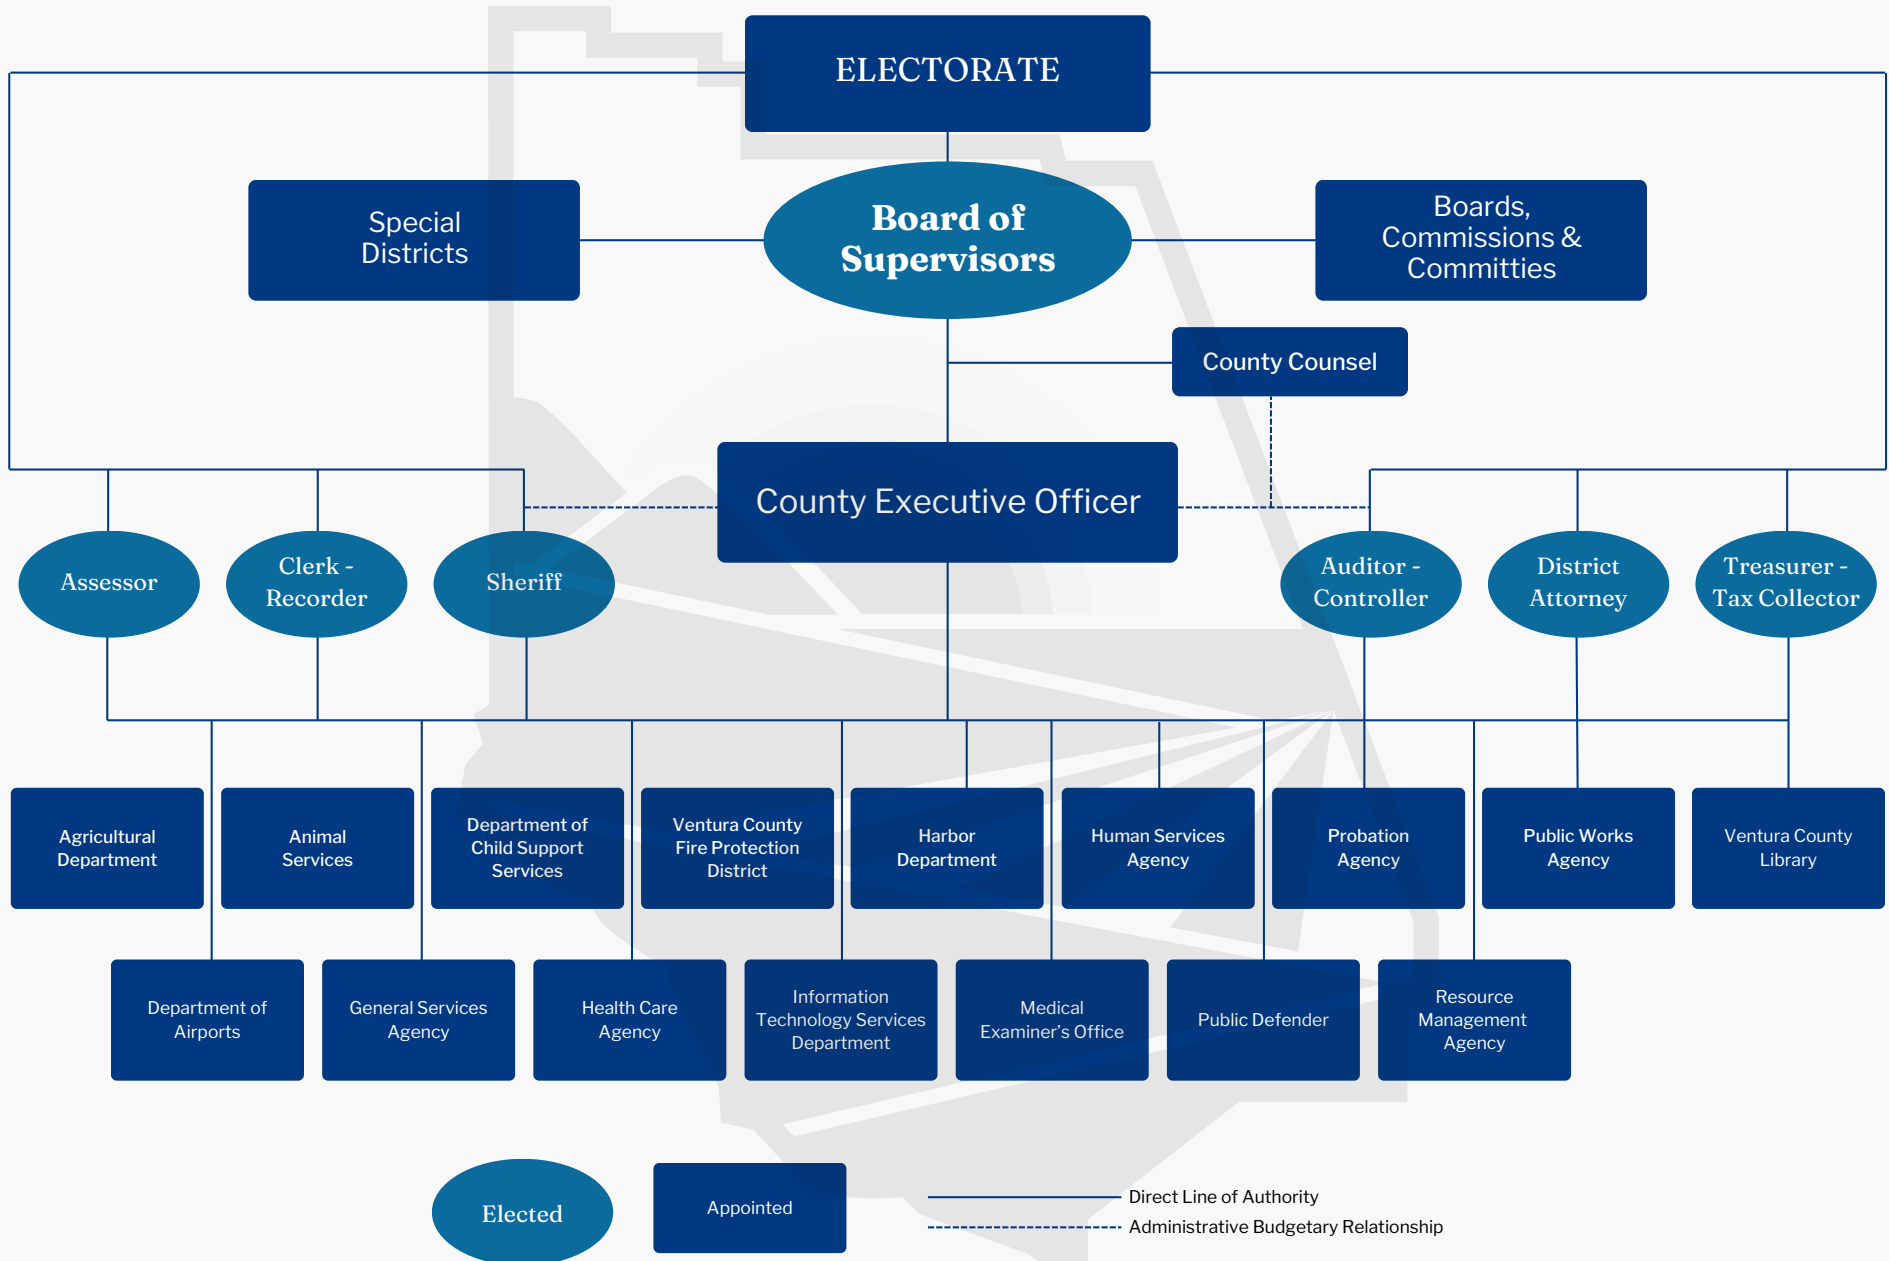 ELECTORATE
Special
Districts
Board of
Supervisors
Boards,
Commissions &
Committies
County Counsel
County Executive Officer
Assessor
Clerk -
Recorder
Sheriff
Auditor -
Controller
District
Attorney
Treasurer -
Tax Collector
Agricultural
Department
Animal
Services
Department of
Child Support
Services
Ventura County
Fire Protection
District
Harbor
Department
Human Services
Agency
Probation
Agency
Public Works
Agency
Ventura County
Library
Department of
Airports
General Services
Agency
Health Care
Agency
Information
Technology Services
Department
Medical
Examiner’s Office
Public Defender
Resource
Management
Agency
Elected
Appointed
Direct Line of Authority
Administrative Budgetary Relationship